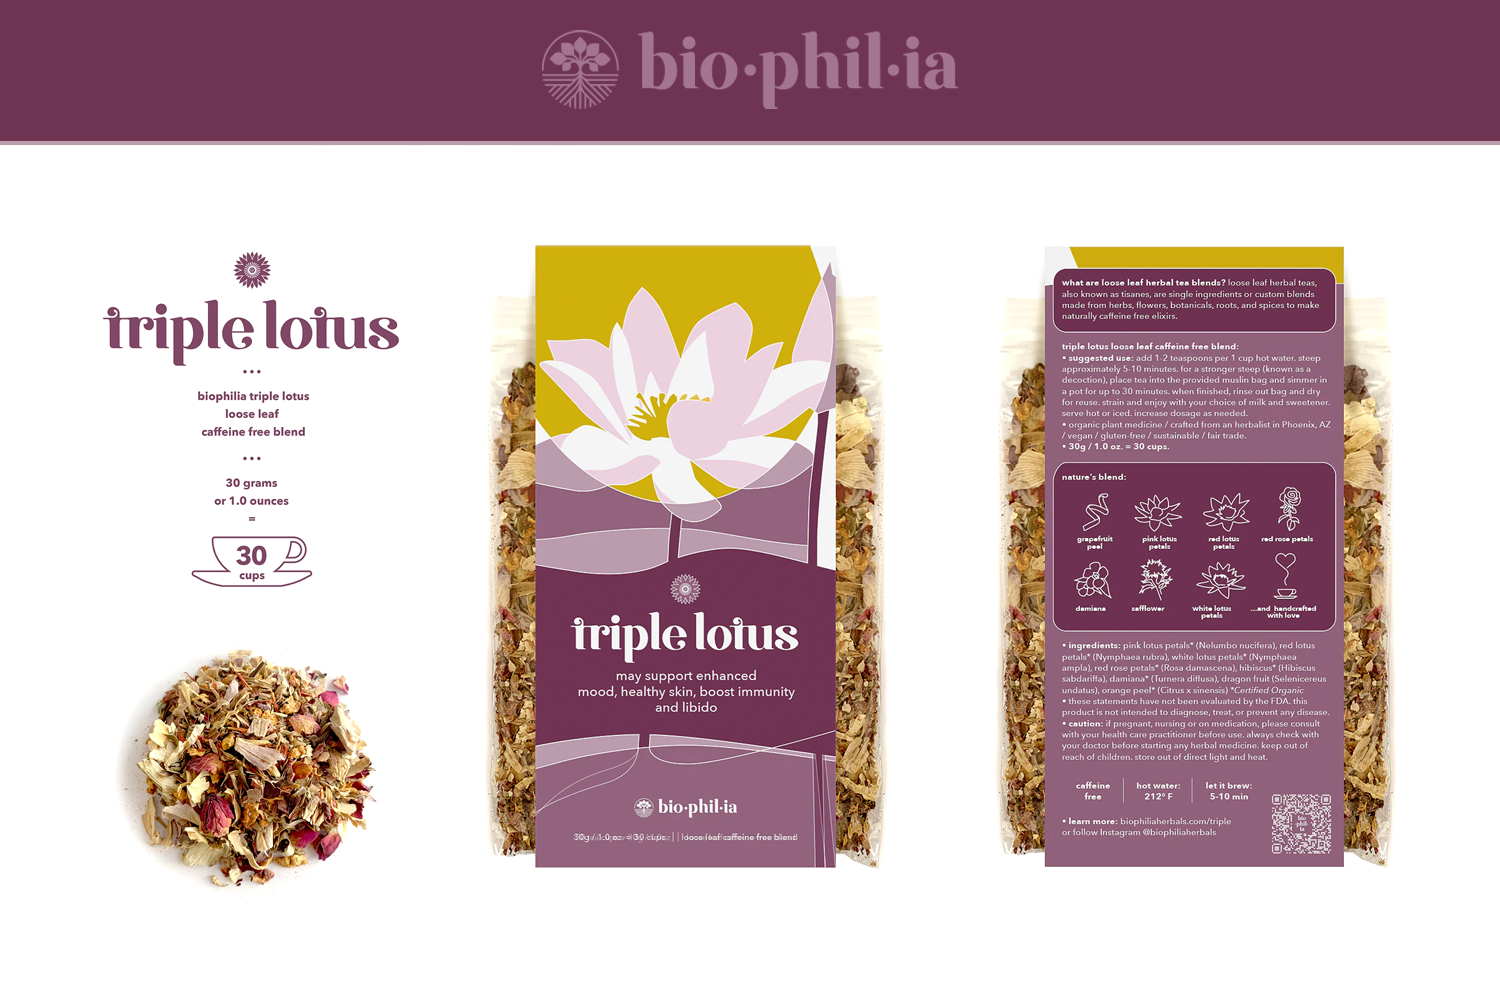 bio·phil·ia
triple lotus
•••
biophilia triple lotus
loose leaf
caffeine free blend
•••
30 grams
or 1.0 ounces
=
30
cups
triple lotus
may support enhanced
mood, healthy skin, boost immunity
and libido
bio·phil·ia
30g / 1.0 oz. = 30 cups | loose leaf caffeine free blend
what are loose leaf herbal tea blends? loose leaf herbal teas,
also known as tisanes, are single ingredients or custom blends
made from herbs, flowers, botanicals, roots, and spices to make
naturally caffeine free elixirs.
triple lotus loose leaf caffeine free blend:
• suggested use: add 1-2 teaspoons per 1 cup hot water. steep
approximately 5-10 minutes. for a stronger steep (known as a
decoction), place tea into the provided muslin bag and simmer in
a pot for up to 30 minutes. when finished, rinse out bag and dry
for reuse. strain and enjoy with your choice of milk and sweetener.
serve hot or iced. increase dosage as needed.
• organic plant medicine / crafted from an herbalist in Phoenix, AZ
/ vegan / gluten-free / sustainable / fair trade.
• 30g / 1.0 oz. = 30 cups.
nature's blend:
grapefruit
peel
pink lotus
petals
red lotus
petals
red rose petals
damiana
safflower
white lotus
petals
...and handcrafted
with love
• ingredients: pink lotus petals* (Nelumbo nucifera), red lotus
petals* (Nymphaea rubra), white lotus petals* (Nymphaea
ampla), red rose petals* (Rosa damascena), hibiscus* (Hibiscus
sabdariffa), damiana* (Turnera diffusa), dragon fruit (Selenicereus
undatus), orange peel* (Citrus x sinensis) *Certified Organic
• these statements have not been evaluated by the FDA. this
product is not intended to diagnose, treat, or prevent any disease.
• caution: if pregnant, nursing or on medication, please consult
with your health care practitioner before use. always check with
your doctor before starting any herbal medicine. keep out of
reach of children. store out of direct light and heat.
caffeine
free
hot water:
212° F
let it brew:
5-10 min
• learn more: biophiliaherbals.com/triple
or follow Instagram @biophiliaherbals
bio
phil
ia